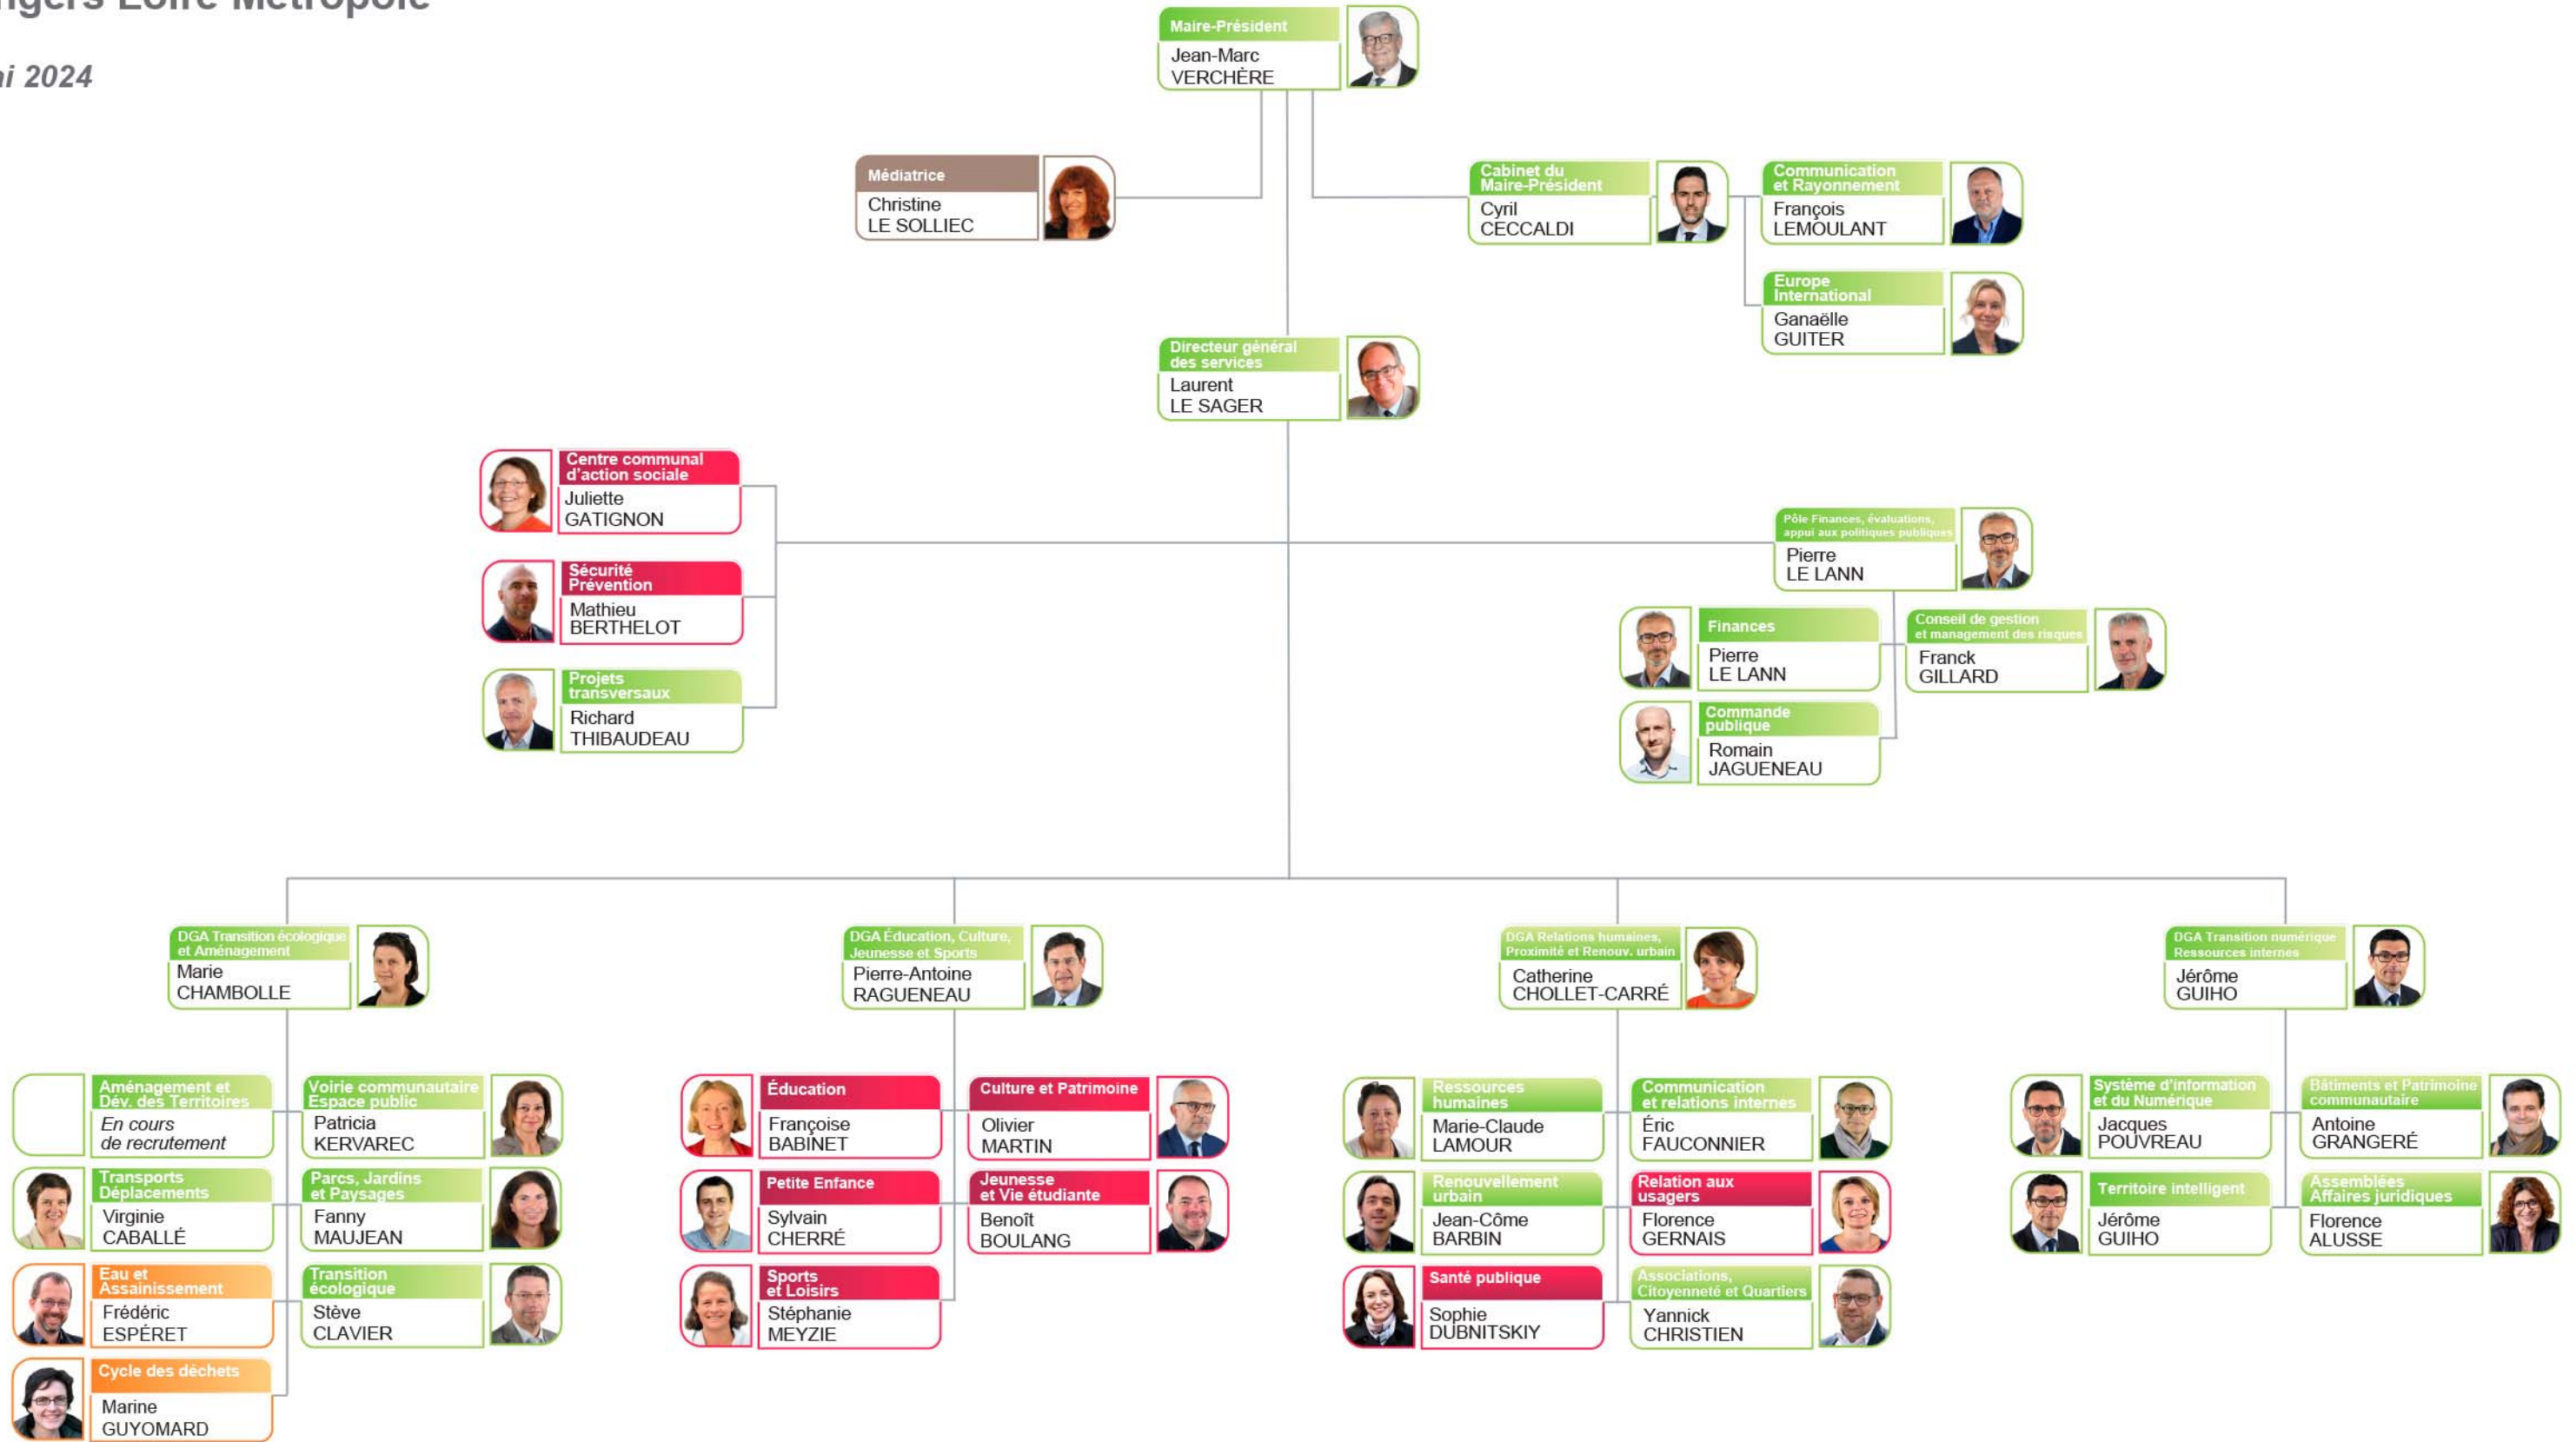 ngers Loire Métropole
ai 2024
Maire-Président
Jean-Marc
VERCHÈRE
Médiatrice
Christine
LE SOLLIEC
Cabinet du
Maire-Président
Cyril
CECCALDI
Communication
et Rayonnement
François
LEMOULANT
Europe
International
Ganaëlle
GUITER
Directeur général
des services
Laurent
LE SAGER
Centre communal
d'action sociale
Juliette
GATIGNON
Sécurité
Prévention
Mathieu
BERTHELOT
Projets
transversaux
Richard
THIBAUDEAU
Pôle Finances, évaluations,
appui aux politiques publiques
Pierre
LE LANN
Finances
Pierre
LE LANN
Conseil de gestion
et management des risques
Franck
GILLARD
Commande
publique
Romain
JAGUENEAU
DGA Transition écologique
et Aménagement
Marie
CHAMBOLLE
Aménagement et
Dév. des Territoires
En cours
de recrutement
Voirie communautaire
Espace public
Patricia
KERVAREC
Transports
Déplacements
Virginie
CABALLÉ
Parcs, Jardins
et Paysages
Fanny
MAUJEAN
Eau et
Assainissement
Frédéric
ESPÉRET
Transition
écologique
Stève
CLAVIER
Cycle des déchets
Marine
GUYOMARD
DGA Éducation, Culture,
Jeunesse et Sports
Pierre-Antoine
RAGUENEAU
Éducation
Françoise
BABINET
Culture et Patrimoine
Olivier
MARTIN
Petite Enfance
Sylvain
CHERRÉ
Jeunesse
et Vie étudiante
Benoît
BOULANG
Sports
et Loisirs
Stéphanie
MEYZIE
DGA Relations humaines,
Proximité et Renouv. urbain
Catherine
CHOLLET-CARRÉ
Ressources
humaines
Marie-Claude
LAMOUR
Communication
et relations internes
Éric
FAUCONNIER
Renouvellement
urbain
Jean-Côme
BARBIN
Relation aux
usagers
Florence
GERNAIS
Santé publique
Sophie
DUBNITSKIY
Associations,
Citoyenneté et Quartiers
Yannick
CHRISTIEN
DGA Transition numérique
Ressources internes
Jérôme
GUIHO
Système d'information
et du Numérique
Jacques
POUVREAU
Bâtiments et Patrimoine
communautaire
Antoine
GRANGERÉ
Territoire intelligent
Jérôme
GUIHO
Assemblées
Affaires juridiques
Florence
ALUSSE